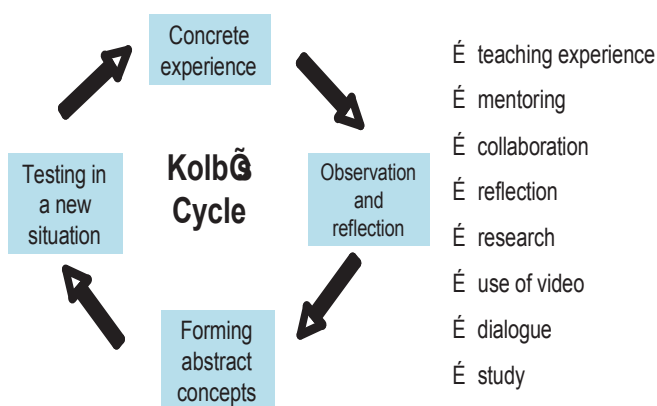 Concrete
experience
Testing in
a new
situation
KolbÕs
Cycle
Observation
and
reflection
Forming
abstract
concepts
É teaching experience
É mentoring
É collaboration
É reflection
É research
É use of video
É dialogue
É study